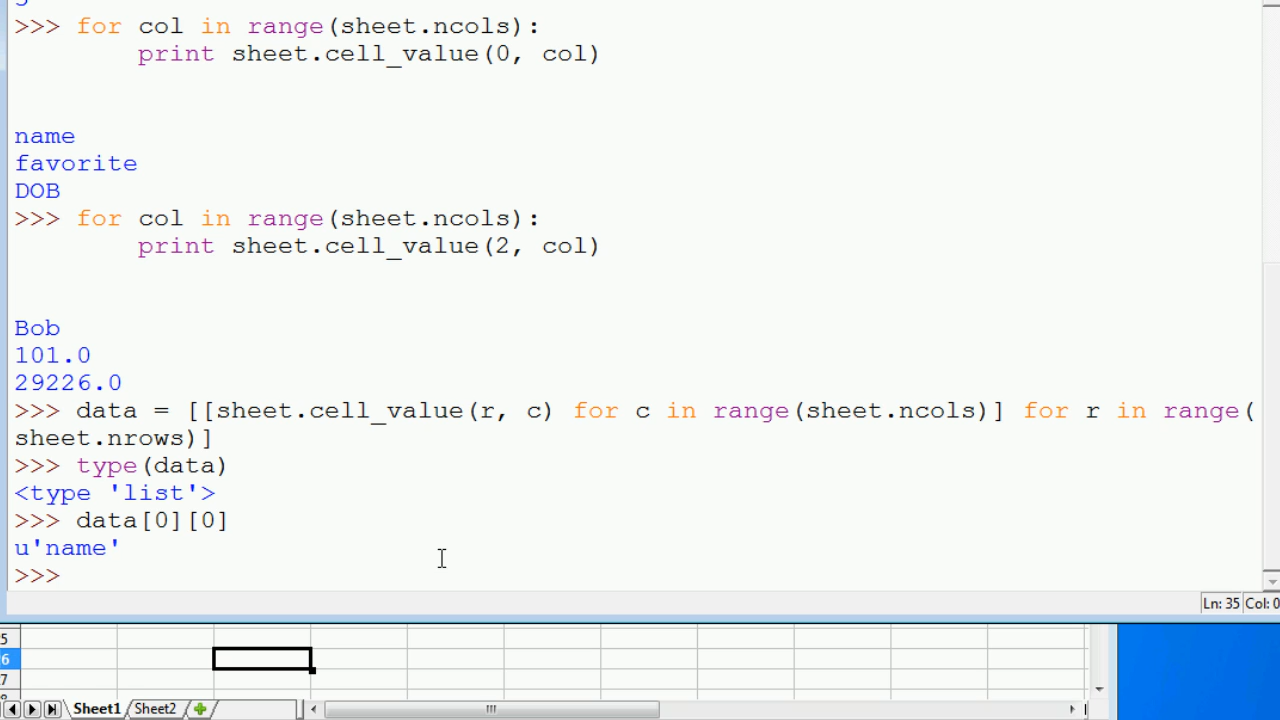 >>> for col in range(sheet.ncols):
        print sheet.cell_value(0, col)
name
favorite
DOB
>>> for col in range(sheet.ncols):
        print sheet.cell_value(2, col)
Bob
101.0
29226.0
>>> data = [[sheet.cell_value(r, c) for c in range(sheet.ncols)] for r in range(
sheet.nrows)]
>>> type(data)
<type 'list'>
>>> data[0][0]
u'name'
>>>
Ln: 35 Col: 0
Sheet1 Sheet2